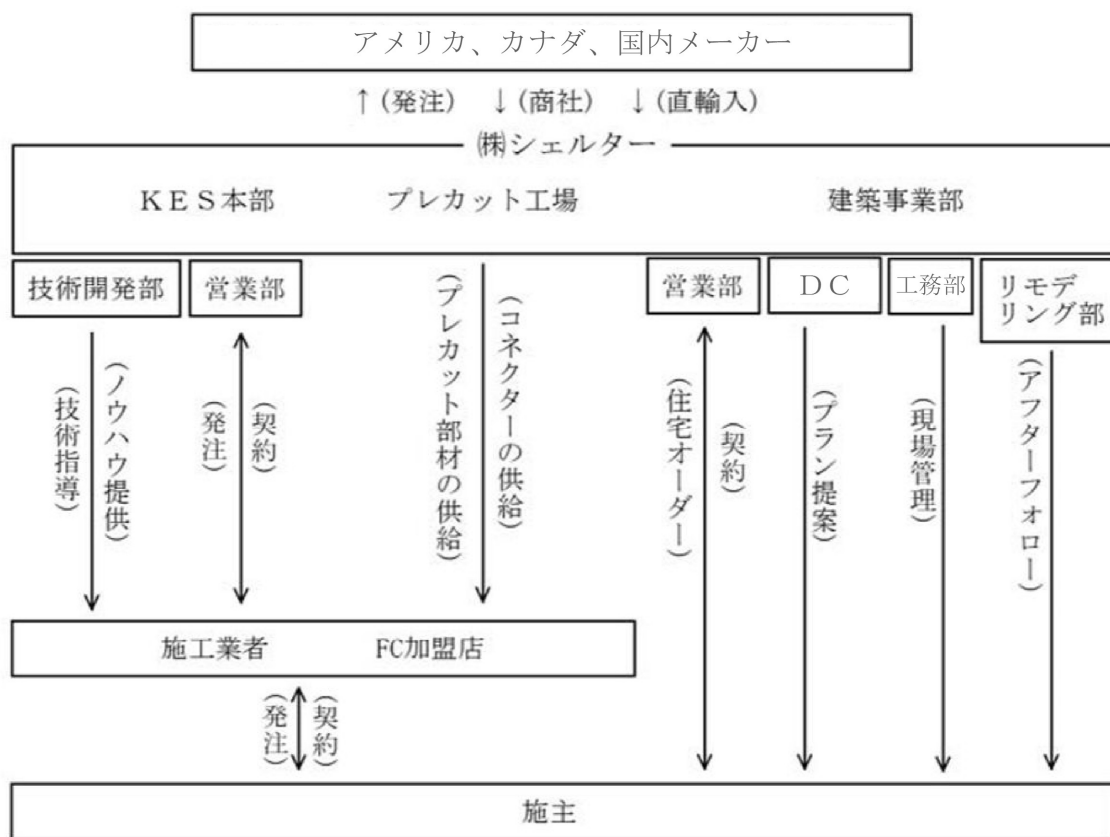 アメリカ、カナダ、国内メーカー
↑(発注) ↓(商社) ↓(直輸入)
㈱シェルター
KES本部 プレカット工場 建築事業部
技術開発部 営業部 営業部 DC 工務部 リモデ
リング部
(技術指導)
(ノウハウ提供)
(発注)
(契約)
(プレカット部材の供給)
(コネクターの供給)
(住宅オーダー)
(契約)
(プラン提案)
(現場管理)
(アフターフォロー)
施工業者 FC加盟店
(発注)
(契約)
施主